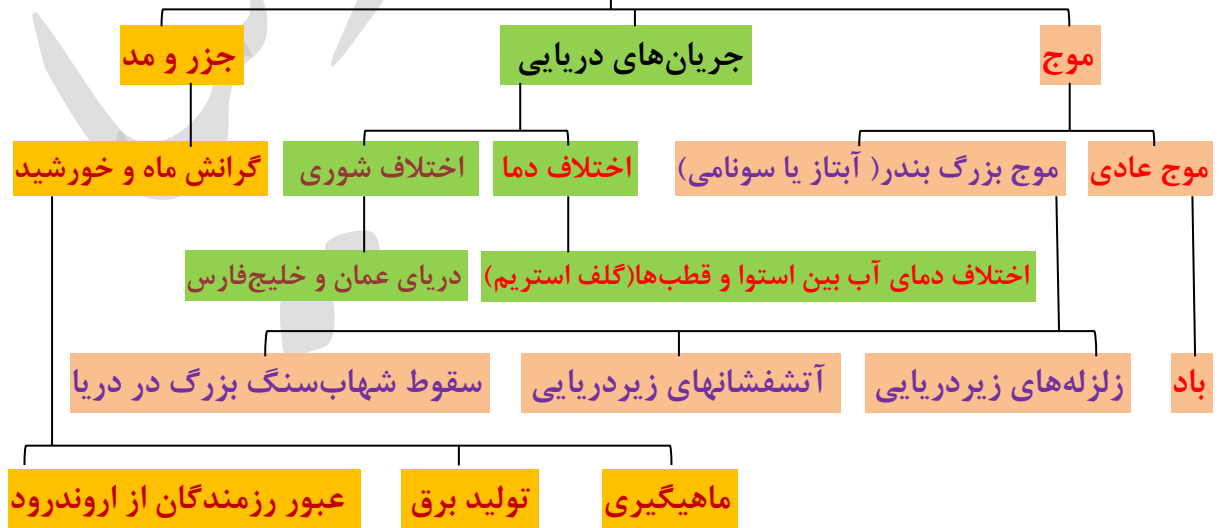 موج
جریان‌های دریایی
جزر و مد
موج عادی
موج بزرگ بندر( آبتاز یا سونامی)
اختلاف دما
اختلاف شوری
گرانش ماه و خورشید
اختلاف دمای آب بین استوا و قطب‌ها(گلف استریم)
دریای عمان و خلیج‌فارس
باد
زلزله‌های زیردریایی
آتشفشانهای زیردریایی
سقوط شهاب‌سنگ بزرگ در دریا
ماهیگیری
تولید برق
عبور رزمندگان از اروندرود